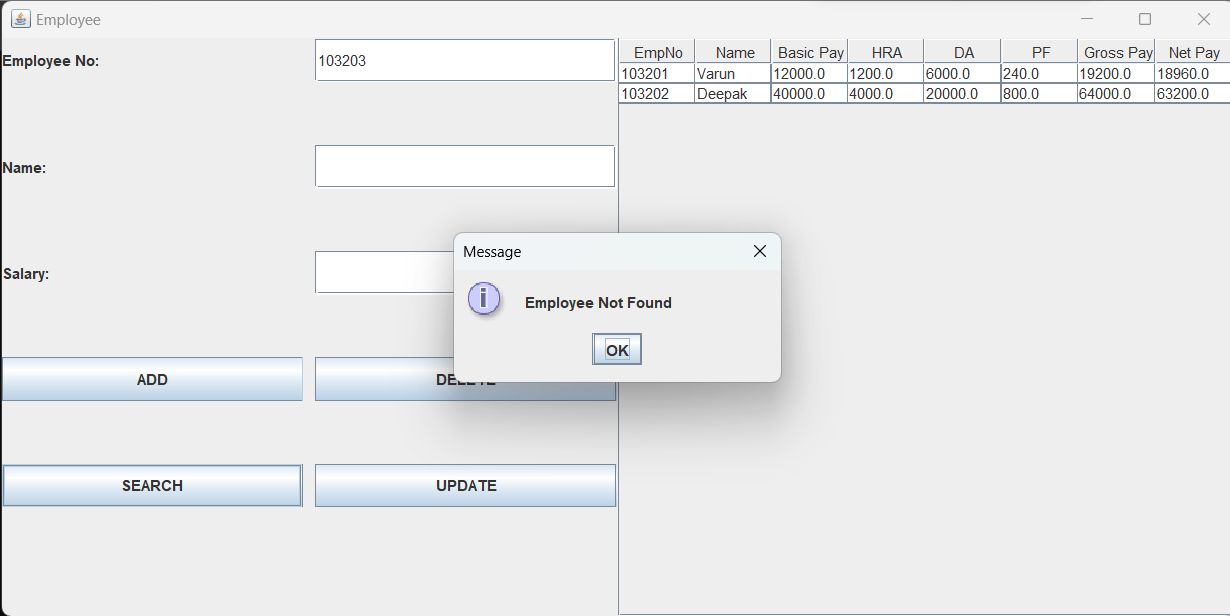 Employee
Employee No:
103203
Name:
Salary:
ADD
DELETE
SEARCH
UPDATE
EmpNo Name Basic Pay HRA DA PF Gross Pay Net Pay
103201 Varun 12000.0 1200.0 6000.0 240.0 19200.0 18960.0
103202 Deepak 40000.0 4000.0 20000.0 800.0 64000.0 63200.0
Message
Employee Not Found
OK